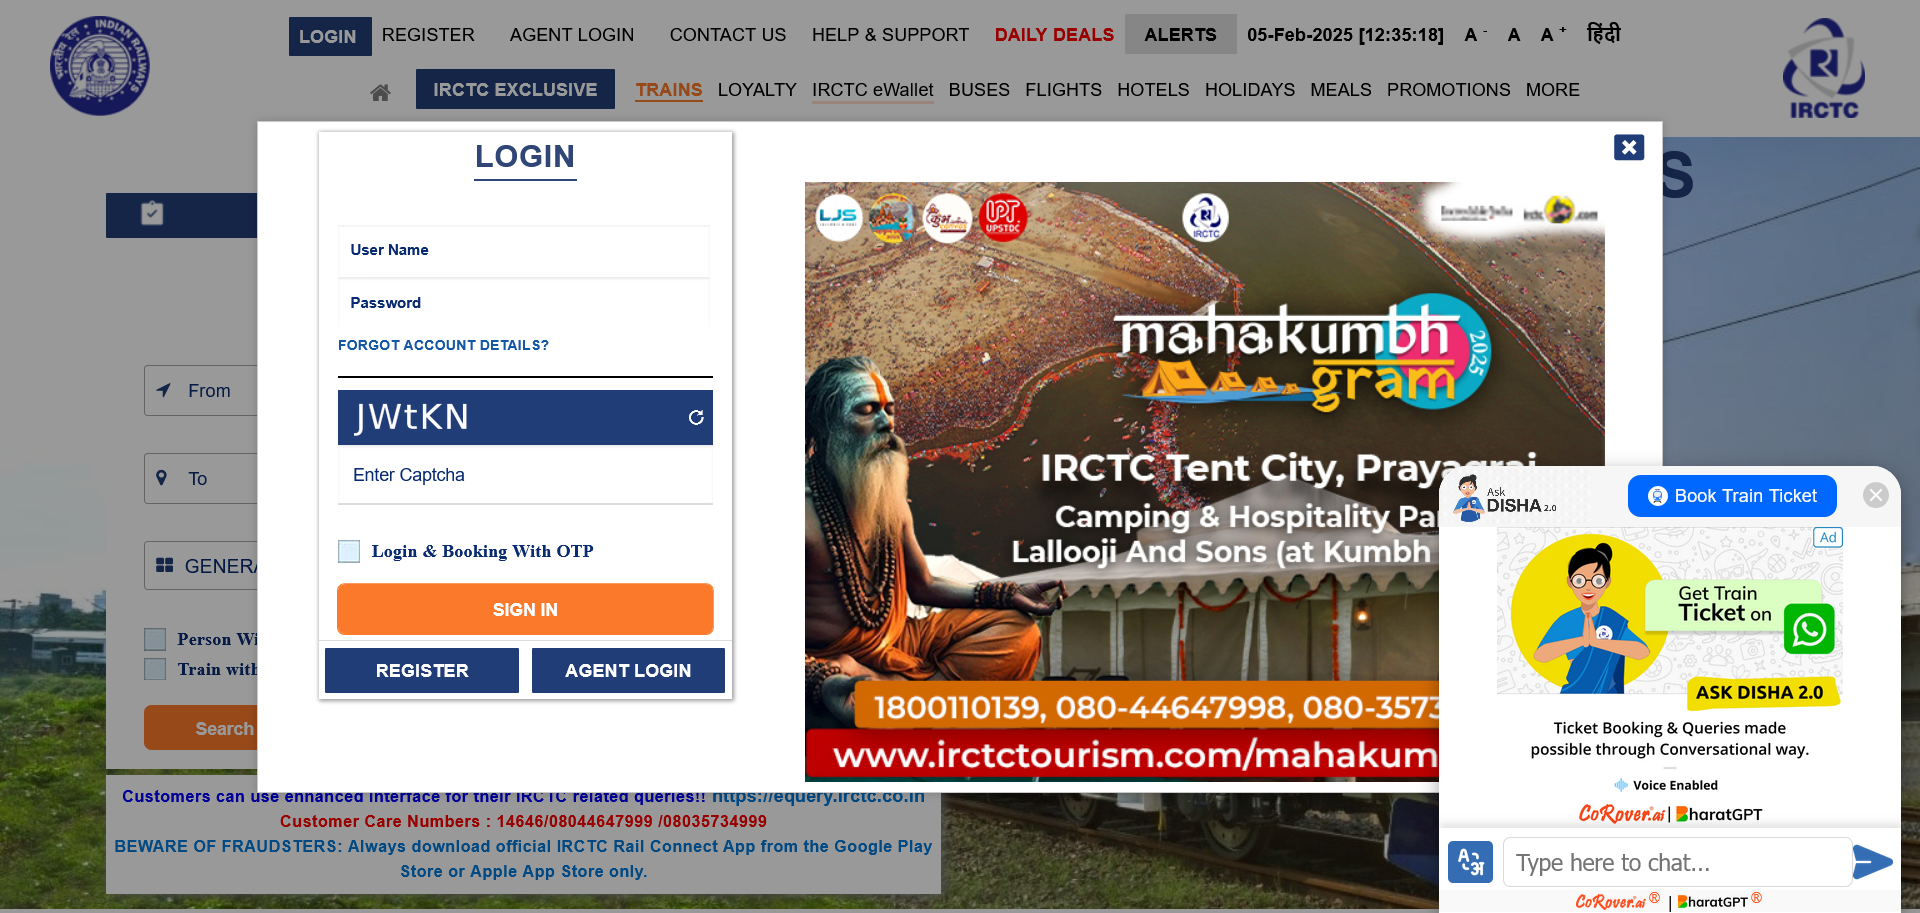 LOGIN REGISTER AGENT LOGIN CONTACT US HELP & SUPPORT DAILY DEALS ALERTS 05-Feb-2025 [12:35:18] A - A A + हिंदी
IRCTC EXCLUSIVE TRAINS LOYALTY IRCTC eWallet BUSES FLIGHTS HOTELS HOLIDAYS MEALS PROMOTIONS MORE
INDIAN RAILWAYS
भारतीय रेल
IRCTC
S
From
To
GENERA
Person Wi
Train with
Search
LOGIN
User Name
Password
FORGOT ACCOUNT DETAILS?
JWtKN
Enter Captcha
Login & Booking With OTP
SIGN IN
REGISTER AGENT LOGIN
LJS
UPT
UPSTDC
IRCTC
mahakumbh
gram
2025
IRCTC Tent City, Prayagraj
Camping & Hospitality Pa
Lallooji And Sons (at Kumbh
1800110139, 080-44647998, 080-3573
www.irctctourism.com/mahakum
Customers can use enhanced interface for their IRCTC related queries!! https://equery.irctc.co.in
Customer Care Numbers : 14646/08044647999 /08035734999
BEWARE OF FRAUDSTERS: Always download official IRCTC Rail Connect App from the Google Play
Store or Apple App Store only.
Ask
DISHA 2.0
Book Train Ticket
Ad
Get Train
Ticket on
ASK DISHA 2.0
Ticket Booking & Queries made
possible through Conversational way.
Voice Enabled
CoRover.ai | BharatGPT
A अ
Type here to chat...
CoRover.ai ® | BharatGPT ®